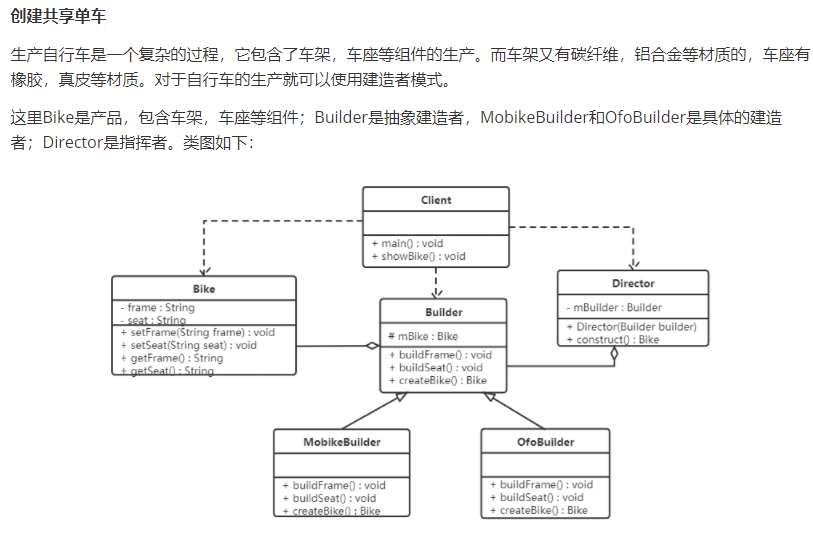 创建共享单车
生产自行车是一个复杂的过程，它包含了车架，车座等组件的生产。而车架又有碳纤维，铝合金等材质的，车座有
橡胶，真皮等材质。对于自行车的生产就可以使用建造者模式。
这里Bike是产品，包含车架，车座等组件；Builder是抽象建造者，MobikeBuilder和OfoBuilder是具体的建造
者；Director是指挥者。类图如下：
Client
+ main() : void
+ showBike() : void
Bike
- frame : String
- seat : String
+ setFrame(String frame) : void
+ setSeat(String seat) : void
+ getFrame() : String
+ getSeat() : String
Builder
# mBike : Bike
+ buildFrame() : void
+ buildSeat() : void
+ createBike() : Bike
Director
- mBuilder : Builder
+ Director(Builder builder)
+ construct() : Bike
MobikeBuilder
+ buildFrame() : void
+ buildSeat() : void
+ createBike() : Bike
OfoBuilder
+ buildFrame() : void
+ buildSeat() : void
+ createBike() : Bike